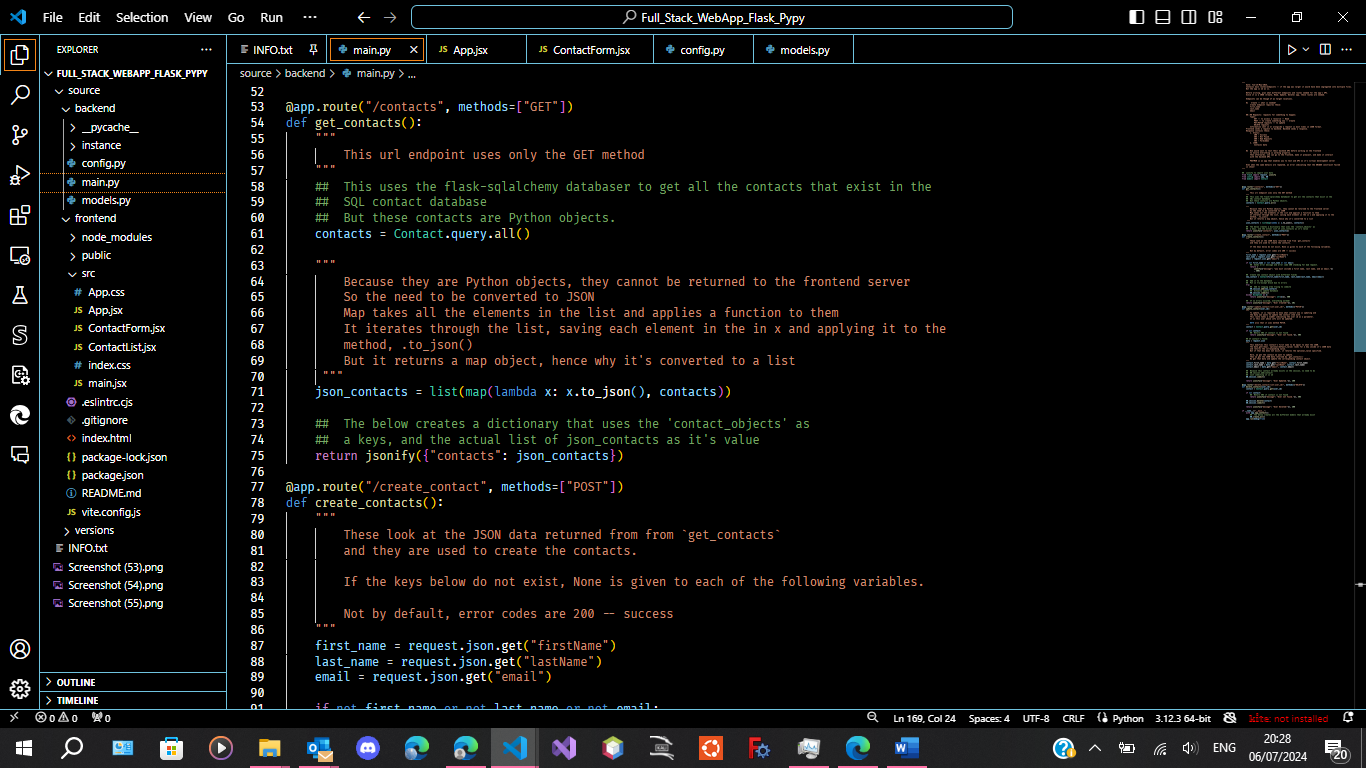 File Edit Selection View Go Run ··· Full_Stack_WebApp_Flask_Pypy
EXPLORER ···
INFO.txt main.py App.jsx ContactForm.jsx config.py models.py
source > backend > main.py > ...
FULL_STACK_WEBAPP_FLASK_PYPY
source
backend
__pycache__
instance
config.py
main.py
models.py
frontend
node_modules
public
src
App.css
App.jsx
ContactForm.jsx
ContactList.jsx
index.css
main.jsx
.eslintrc.cjs
.gitignore
index.html
package-lock.json
package.json
README.md
vite.config.js
versions
INFO.txt
Screenshot (53).png
Screenshot (54).png
Screenshot (55).png
OUTLINE
TIMELINE
52
53 @app.route("/contacts", methods=["GET"])
54 def get_contacts():
55 """
56 This url endpoint uses only the GET method
57 """
58 ## This uses the flask-sqlalchemy databaser to get all the contacts that exist in the
59 ## SQL contact database
60 ## But these contacts are Python objects.
61 contacts = Contact.query.all()
62
63 """
64 Because they are Python objects, they cannot be returned to the frontend server
65 So the need to be converted to JSON
66 Map takes all the elements in the list and applies a function to them
67 It iterates through the list, saving each element in the in x and applying it to the
68 method, .to_json()
69 But it returns a map object, hence why it's converted to a list
70 """
71 json_contacts = list(map(lambda x: x.to_json(), contacts))
72
73 ## The below creates a dictionary that uses the 'contact_objects' as
74 ## a keys, and the actual list of json_contacts as it's value
75 return jsonify({"contacts": json_contacts})
76
77 @app.route("/create_contact", methods=["POST"])
78 def create_contacts():
79 """
80 These look at the JSON data returned from from `get_contacts`
81 and they are used to create the contacts.
82
83 If the keys below do not exist, None is given to each of the following variables.
84
85 Not by default, error codes are 200 -- success
86 """
87 first_name = request.json.get("firstName")
88 last_name = request.json.get("lastName")
89 email = request.json.get("email")
90
91 if not first_name or not last_name or not email:
0 0 0 Ln 169, Col 24 Spaces: 4 UTF-8 CRLF Python 3.12.3 64-bit kite: not installed
ENG 20:28
06/07/2024 20